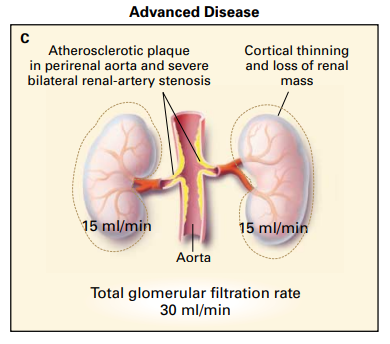 Advanced Disease
C
Atherosclerotic plaque
in perirenal aorta and severe
bilateral renal-artery stenosis
Cortical thinning
and loss of renal
mass
15 ml/min
15 ml/min
Aorta
Total glomerular filtration rate
30 ml/min